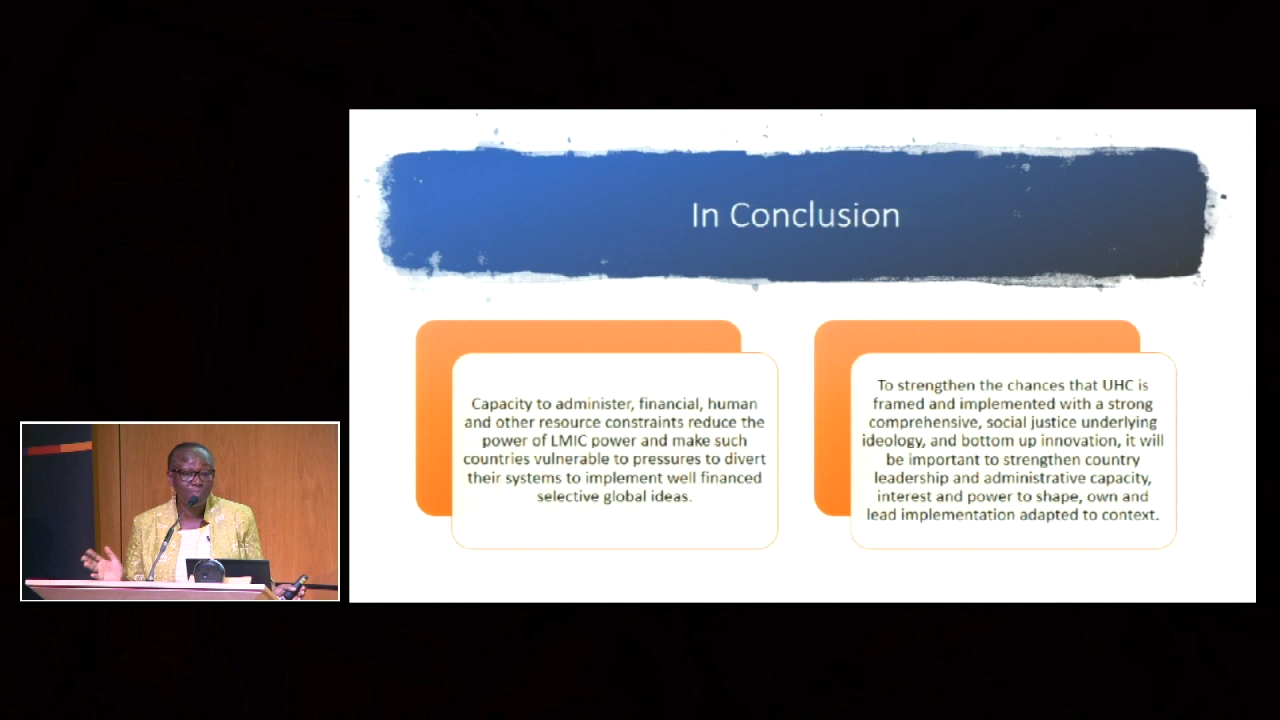 In Conclusion
Capacity to administer, financial, human
and other resource constraints reduce the
power of LMIC power and make such
countries vulnerable to pressures to divert
their systems to implement well financed
selective global ideas.
To strengthen the chances that UHC is
framed and implemented with a strong
comprehensive, social justice underlying
ideology, and bottom up innovation, it will
be important to strengthen country
leadership and administrative capacity,
interest and power to shape, own and
lead implementation adapted to context.